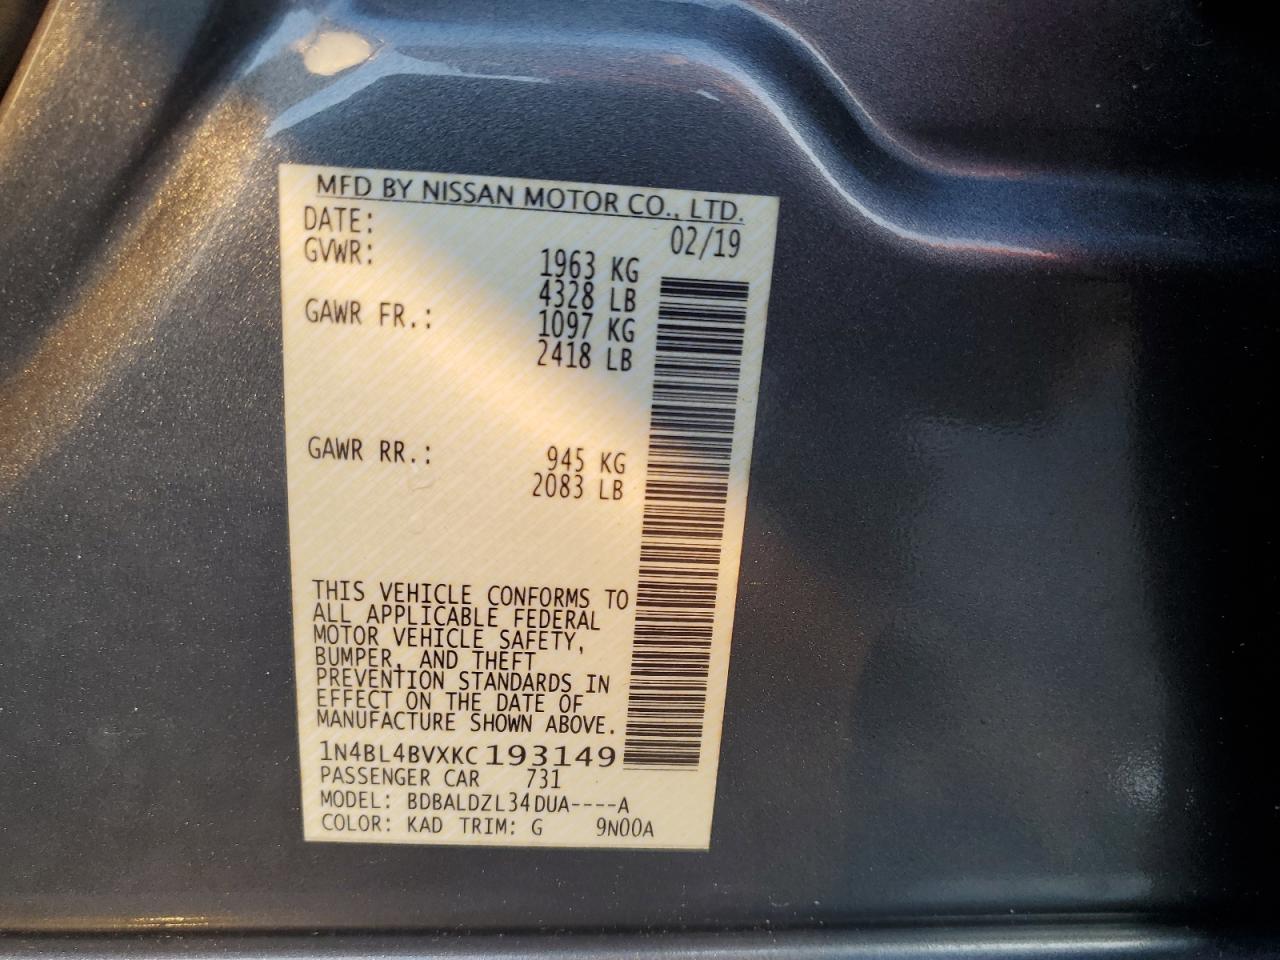 MFD BY NISSAN MOTOR CO., LTD.
DATE: 02/19
GVWR: 1963 KG
4328 LB
GAWR FR.: 1097 KG
2418 LB
GAWR RR.: 945 KG
2083 LB
THIS VEHICLE CONFORMS TO
ALL APPLICABLE FEDERAL
MOTOR VEHICLE SAFETY,
BUMPER, AND THEFT
PREVENTION STANDARDS IN
EFFECT ON THE DATE OF
MANUFACTURE SHOWN ABOVE.
1N4BL4BVXKC193149
PASSENGER CAR 731
MODEL: BDBALDZL34DUA----A
COLOR: KAD TRIM: G 9N00A